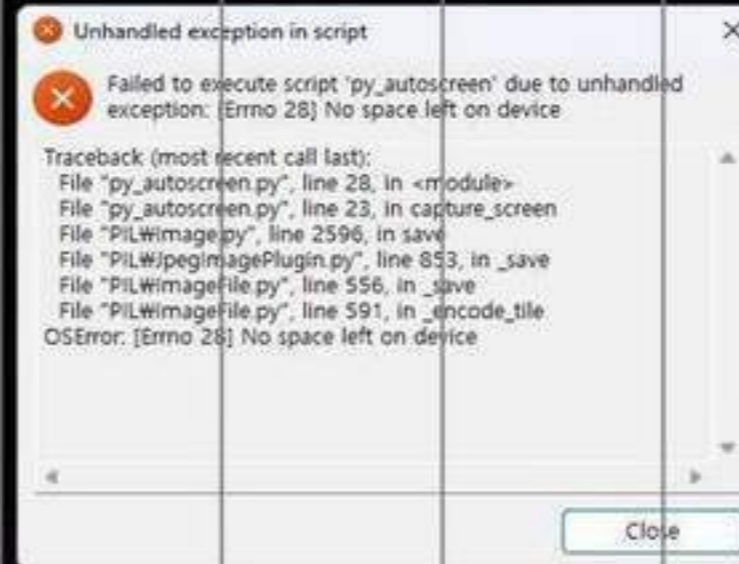 Unhandled exception in script
Failed to execute script 'py_autoscreen' due to unhandled
exception: [Errno 28] No space left on device
Traceback (most recent call last):
File "py_autoscreen.py", line 28, in <module>
File "py_autoscreen.py", line 23, in capture_screen
File "PIL₩Image.py", line 2596, in save
File "PIL₩JpegImagePlugin.py", line 853, in _save
File "PIL₩ImageFile.py", line 556, in _save
File "PIL₩ImageFile.py", line 591, in _encode_tile
OSError: [Errno 28] No space left on device
Close